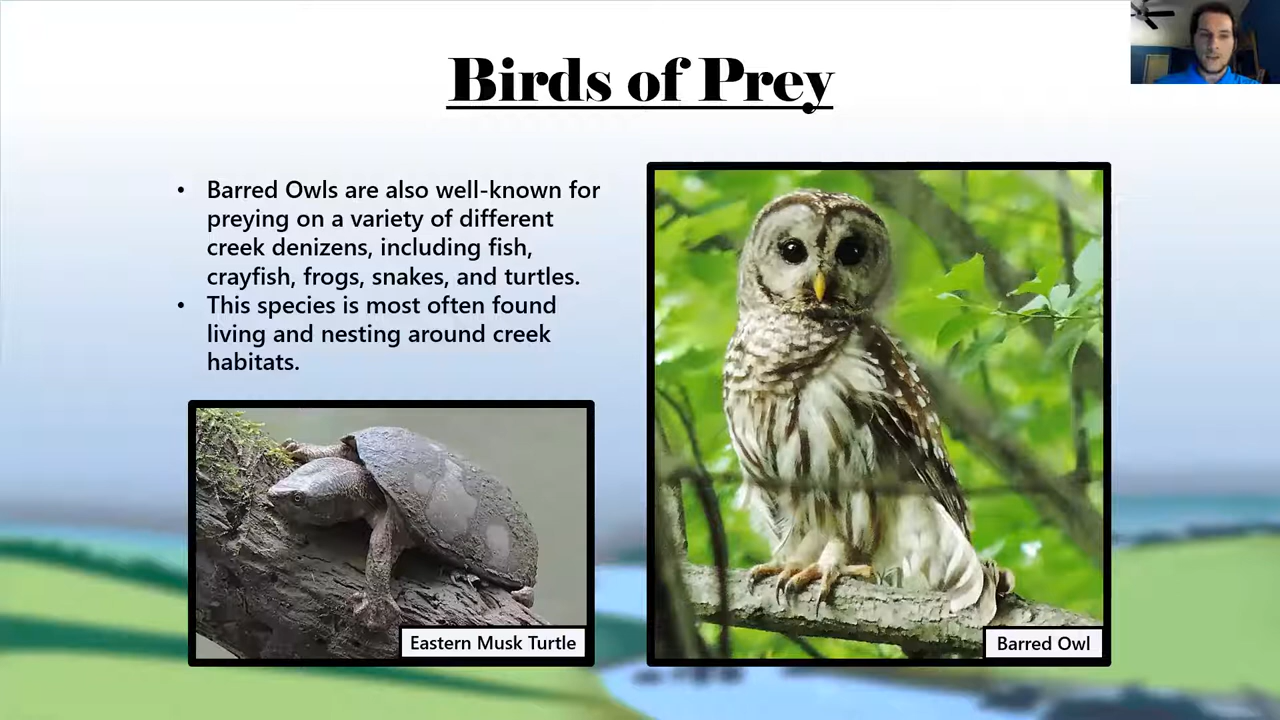 Birds of Prey
• Barred Owls are also well-known for
preying on a variety of different
creek denizens, including fish,
crayfish, frogs, snakes, and turtles.
• This species is most often found
living and nesting around creek
habitats.
Eastern Musk Turtle
Barred Owl